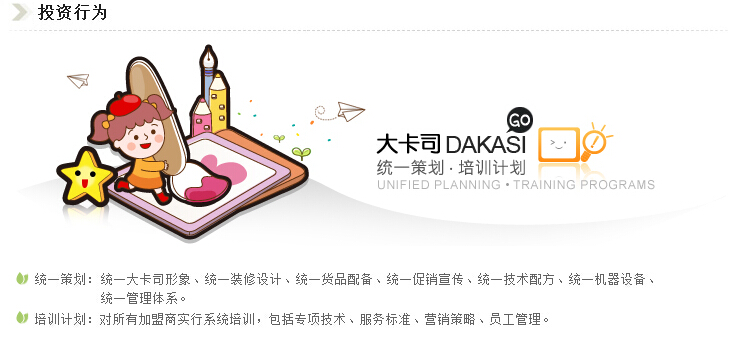 投资行为
GO
大卡司 DAKASI
统一策划 · 培训计划
UNIFIED PLANNING • TRAINING PROGRAMS
统一策划：统一大卡司形象、统一装修设计、统一货品配备、统一促销宣传、统一技术配方、统一机器设备、
统一管理体系。
培训计划：对所有加盟商实行系统培训，包括专项技术、服务标准、营销策略、员工管理。